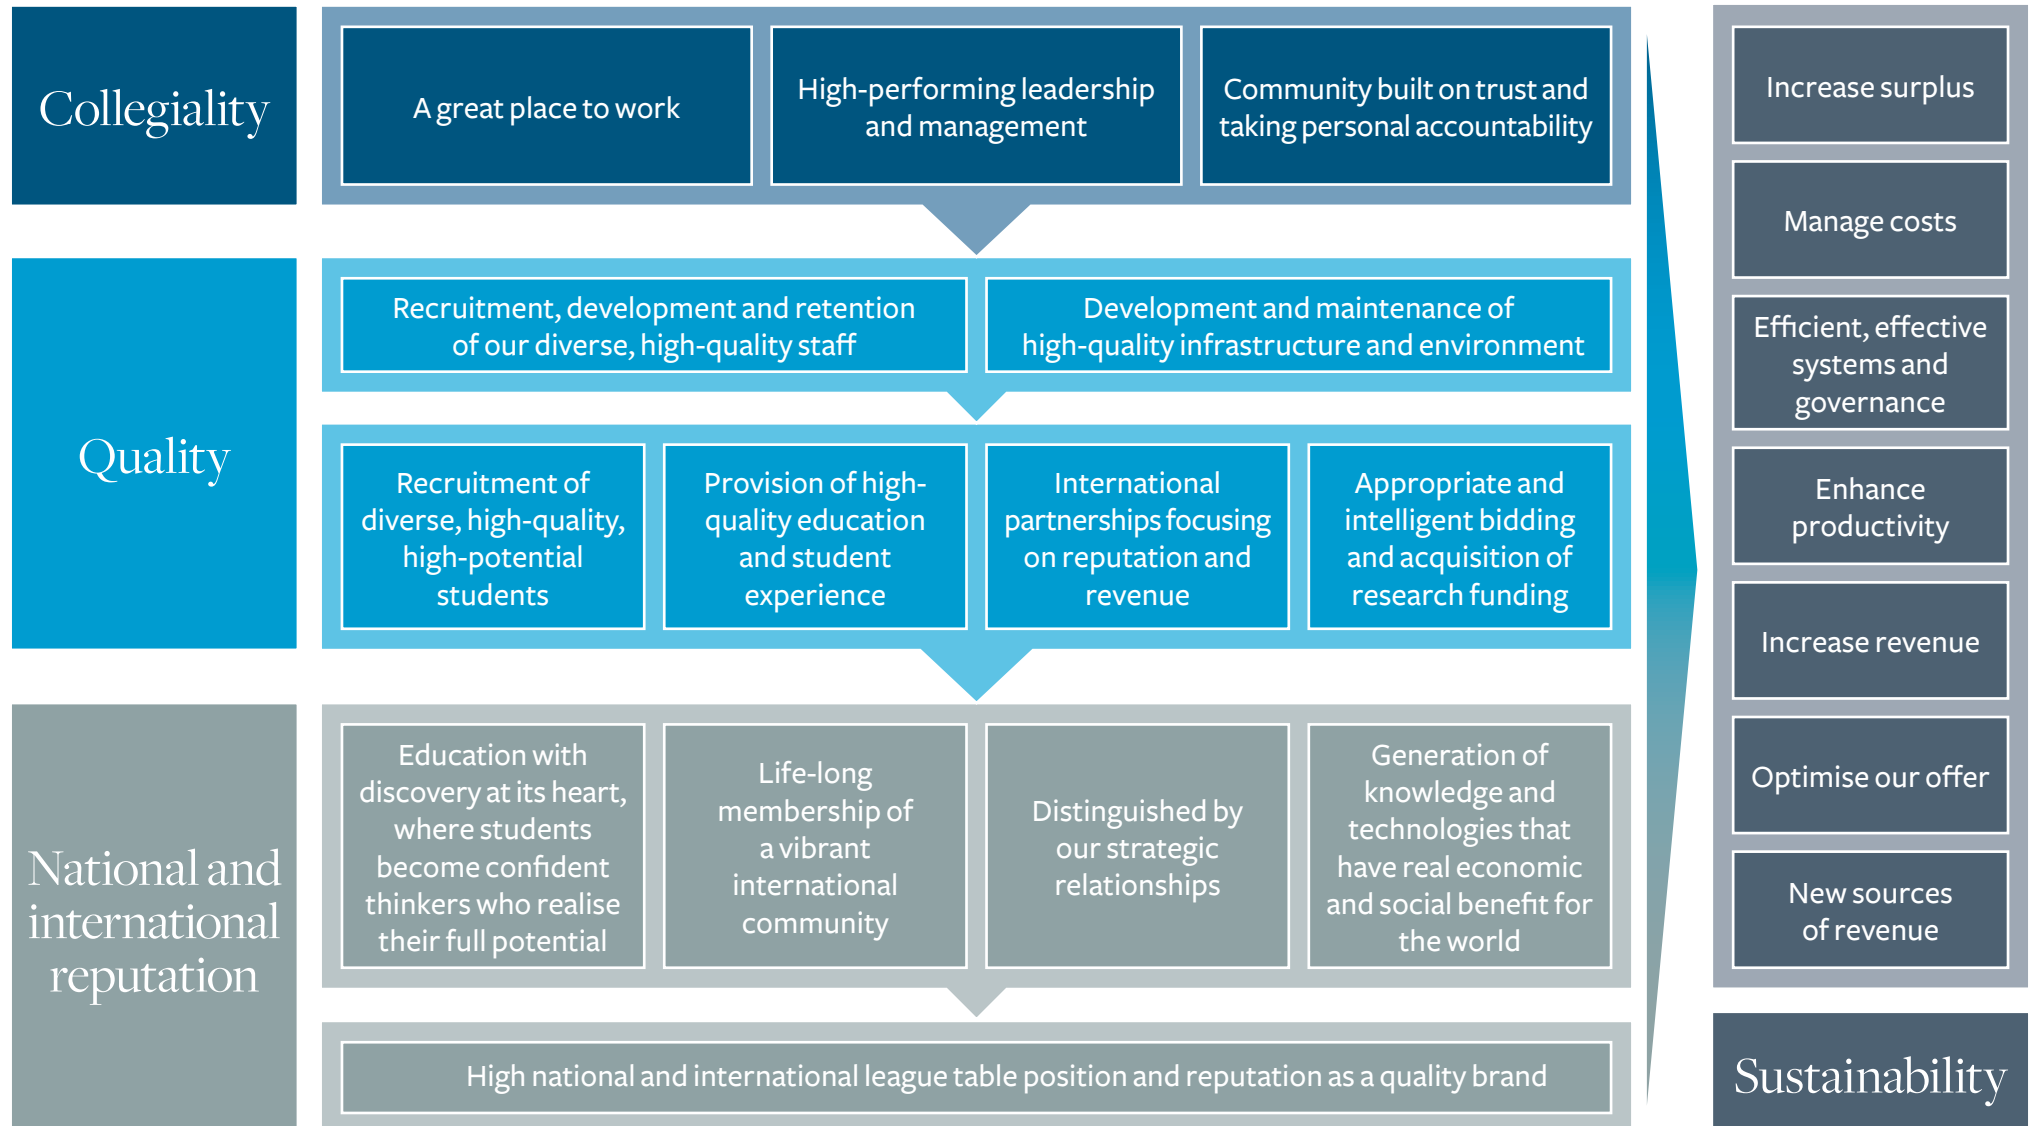 Collegiality
A great place to work
High-performing leadership
and management
Community built on trust and
taking personal accountability
Quality
Recruitment, development and retention
of our diverse, high-quality staff
Development and maintenance of
high-quality infrastructure and environment
Recruitment of
diverse, high-quality,
high-potential
students
Provision of high-
quality education
and student
experience
International
partnerships focusing
on reputation and
revenue
Appropriate and
intelligent bidding
and acquisition of
research funding
National and
international
reputation
Education with
discovery at its heart,
where students
become confident
thinkers who realise
their full potential
Life-long
membership of
a vibrant
international
community
Distinguished by
our strategic
relationships
Generation of
knowledge and
technologies that
have real economic
and social benefit for
the world
High national and international league table position and reputation as a quality brand
Increase surplus
Manage costs
Efficient, effective
systems and
governance
Enhance
productivity
Increase revenue
Optimise our offer
New sources
of revenue
Sustainability